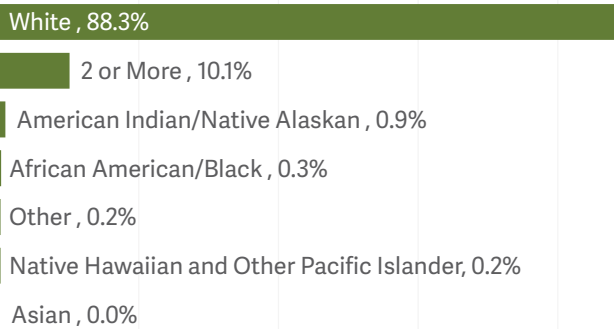 White , 88.3%
2 or More , 10.1%
American Indian/Native Alaskan , 0.9%
African American/Black , 0.3%
Other , 0.2%
Native Hawaiian and Other Pacific Islander, 0.2%
Asian , 0.0%